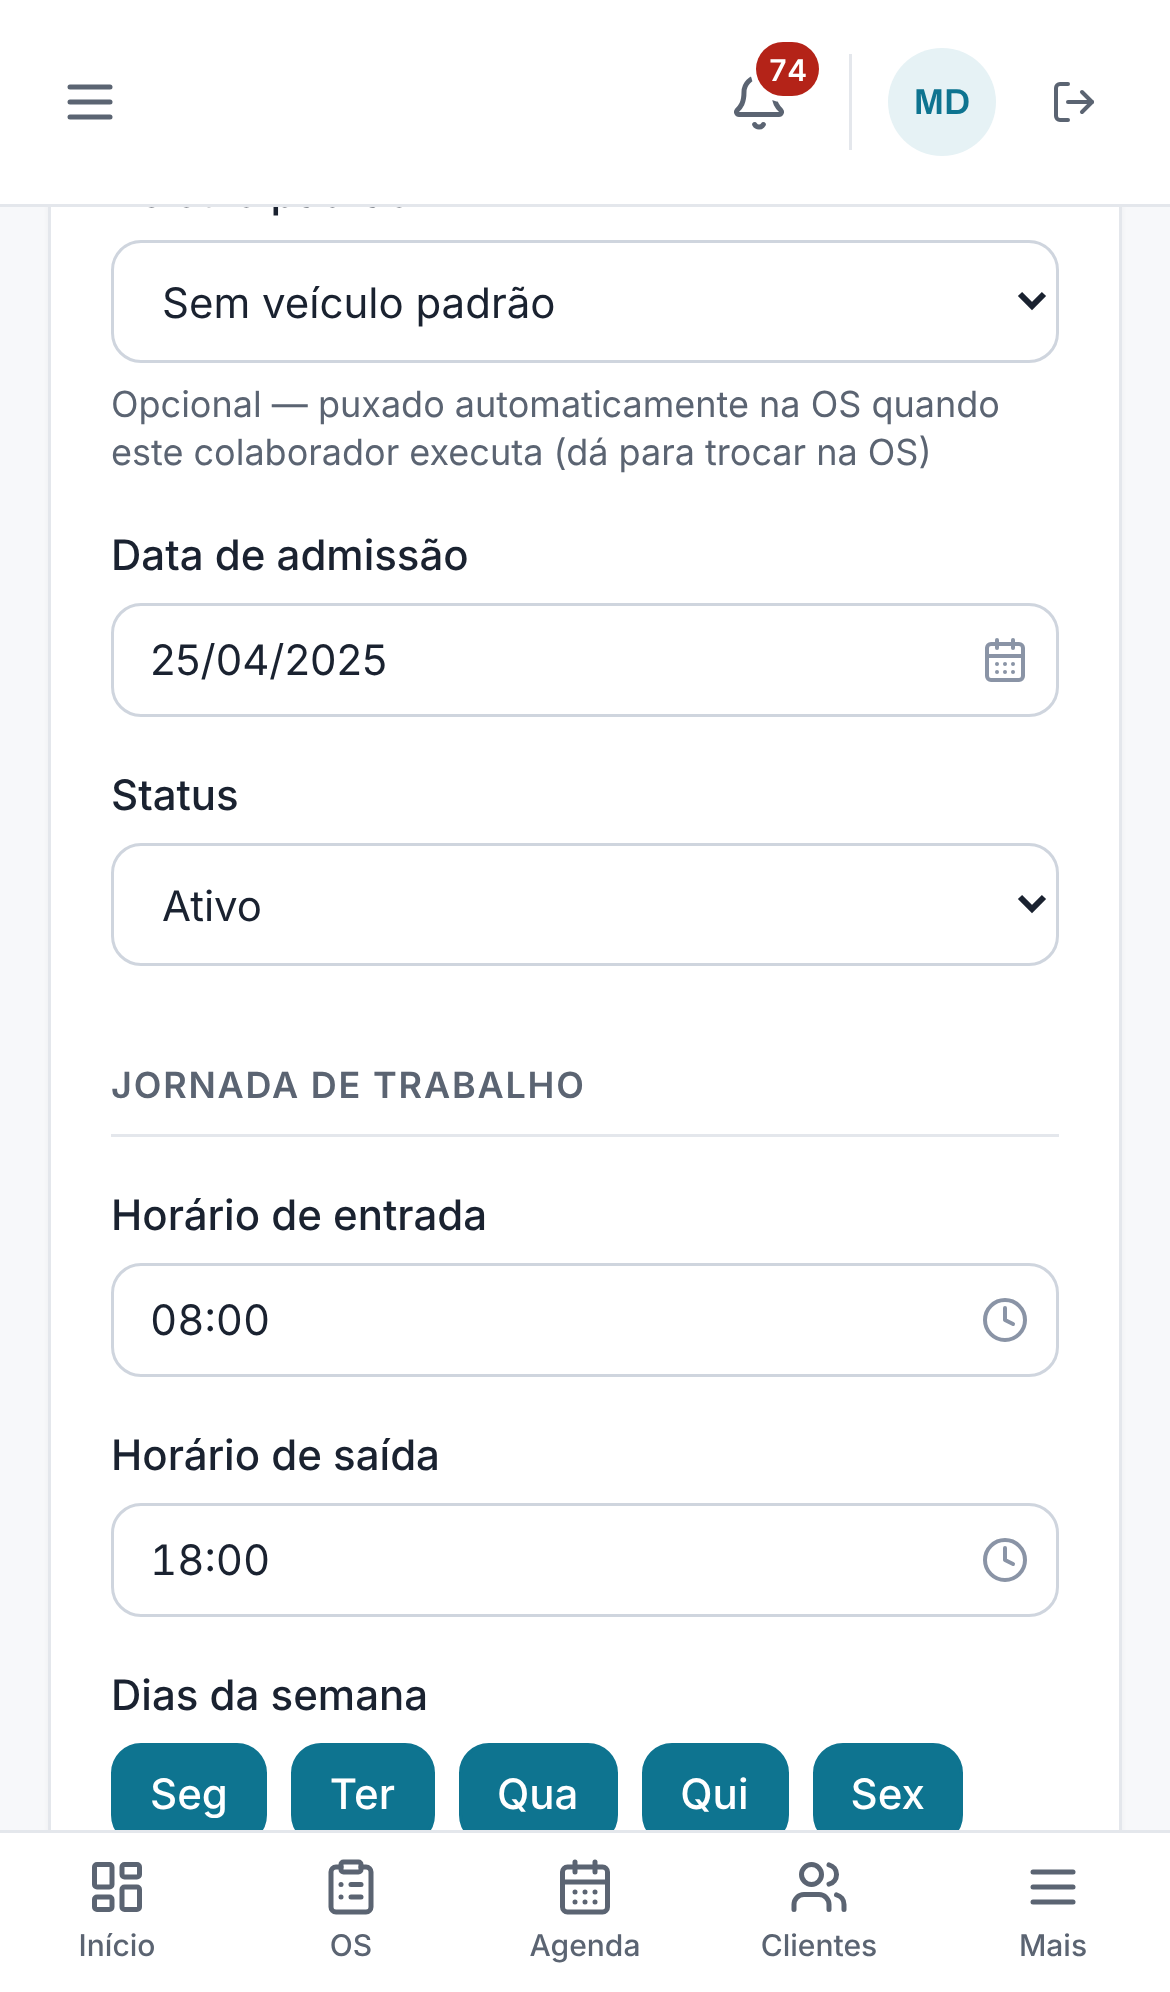 74
MD
Sem veículo padrão
Opcional — puxado automaticamente na OS quando
este colaborador executa (dá para trocar na OS)
Data de admissão
25/04/2025
Status
Ativo
JORNADA DE TRABALHO
Horário de entrada
08:00
Horário de saída
18:00
Dias da semana
Seg Ter Qua Qui Sex
Início OS Agenda Clientes Mais